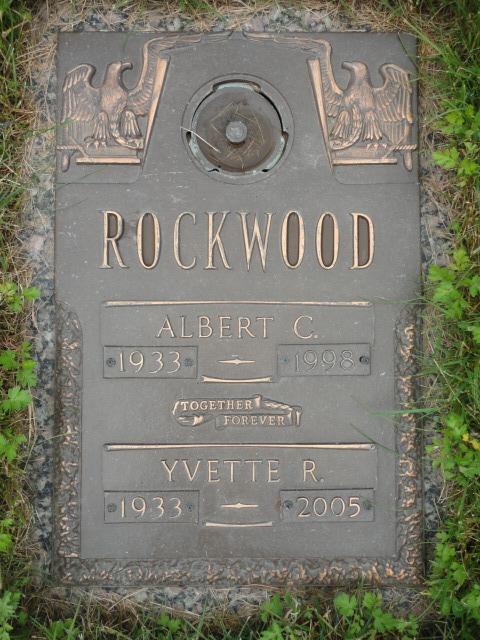 ROCKWOOD
ALBERT C.
1933 — 1998
TOGETHER
FOREVER
YVETTE R.
1933 — 2005